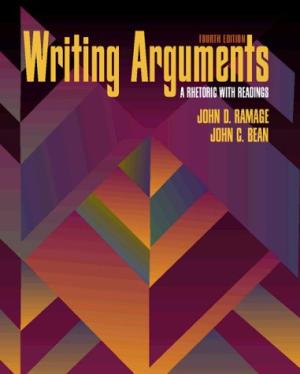 FOURTH EDITION
Writing Arguments
A RHETORIC WITH READINGS
JOHN D. RAMAGE
JOHN C. BEAN